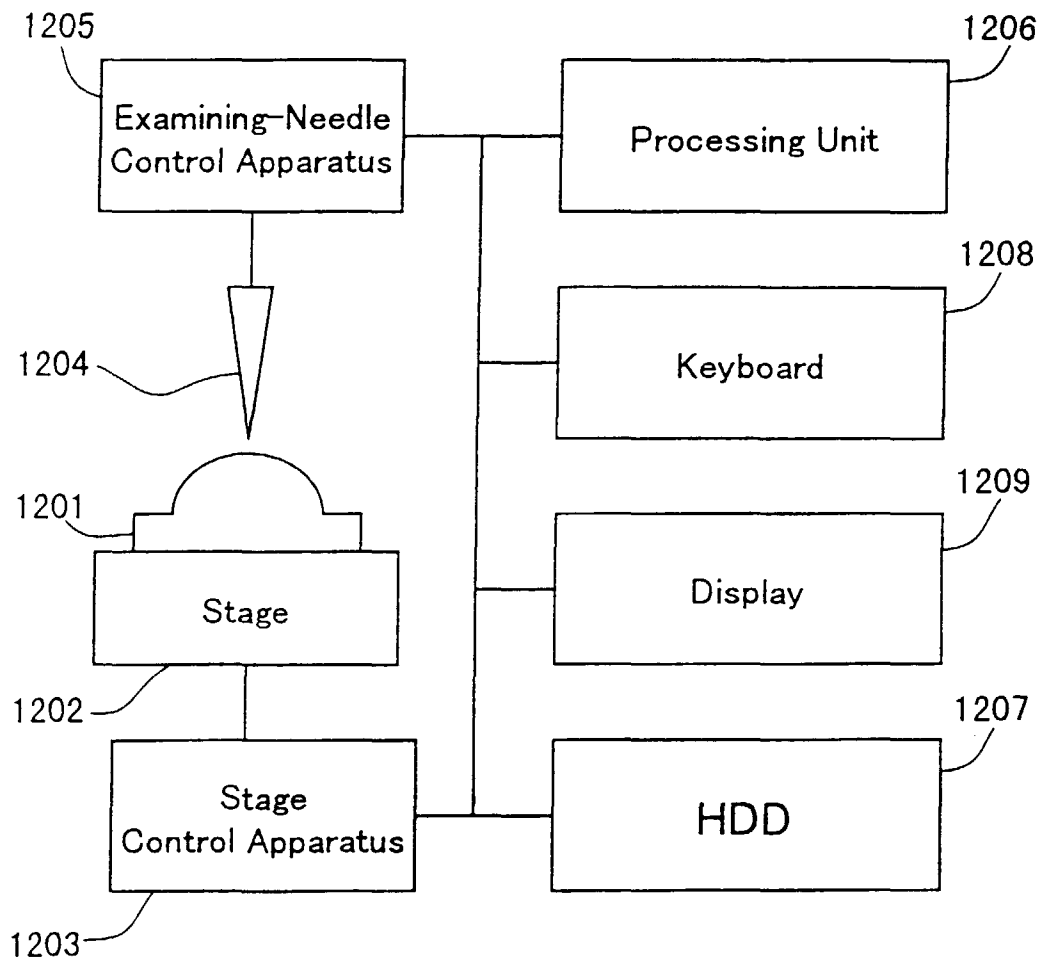 1205
1206
Examining-Needle
Control Apparatus
Processing Unit
1208
1204
Keyboard
1209
1201
Display
Stage
1202
1207
Stage
Control Apparatus
HDD
1203